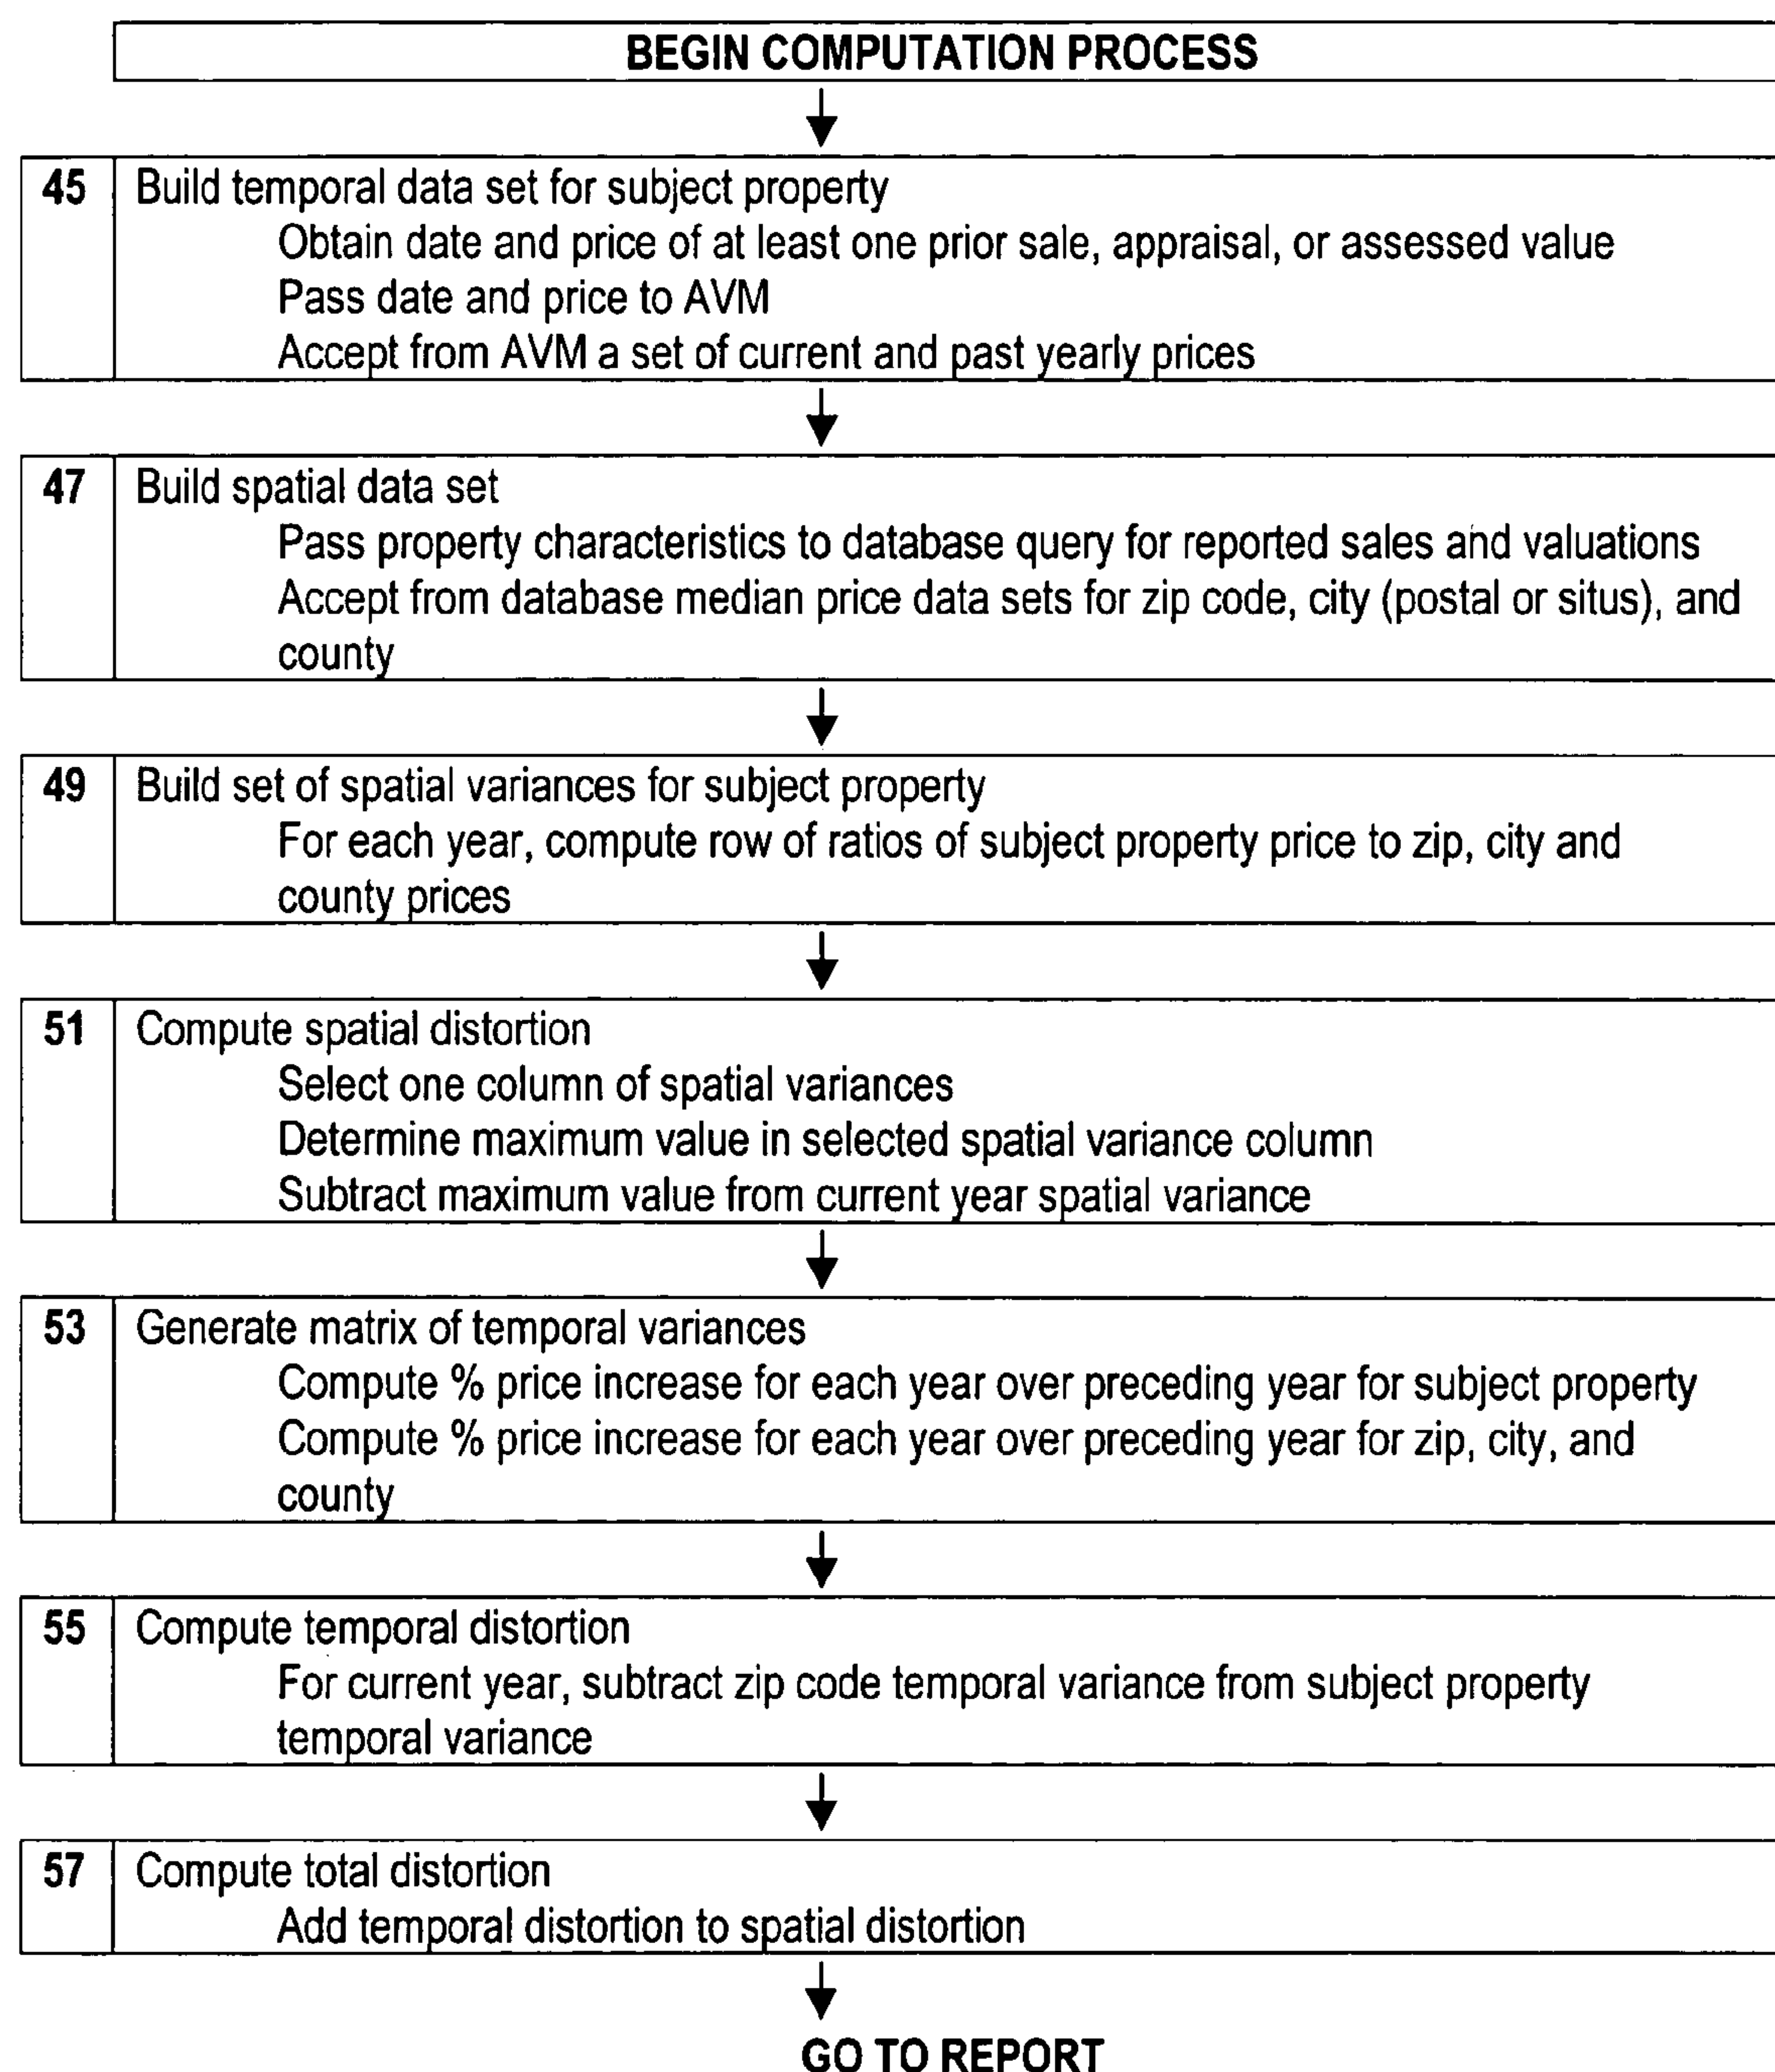 BEGIN COMPUTATION PROCESS
45 Build temporal data set for subject property
Obtain date and price of at least one prior sale, appraisal, or assessed value
Pass date and price to AVM
Accept from AVM a set of current and past yearly prices
47 Build spatial data set
Pass property characteristics to database query for reported sales and valuations
Accept from database median price data sets for zip code, city (postal or situs), and
county
49 Build set of spatial variances for subject property
For each year, compute row of ratios of subject property price to zip, city and
county prices
51 Compute spatial distortion
Select one column of spatial variances
Determine maximum value in selected spatial variance column
Subtract maximum value from current year spatial variance
53 Generate matrix of temporal variances
Compute % price increase for each year over preceding year for subject property
Compute % price increase for each year over preceding year for zip, city, and
county
55 Compute temporal distortion
For current year, subtract zip code temporal variance from subject property
temporal variance
57 Compute total distortion
Add temporal distortion to spatial distortion
GO TO REPORT